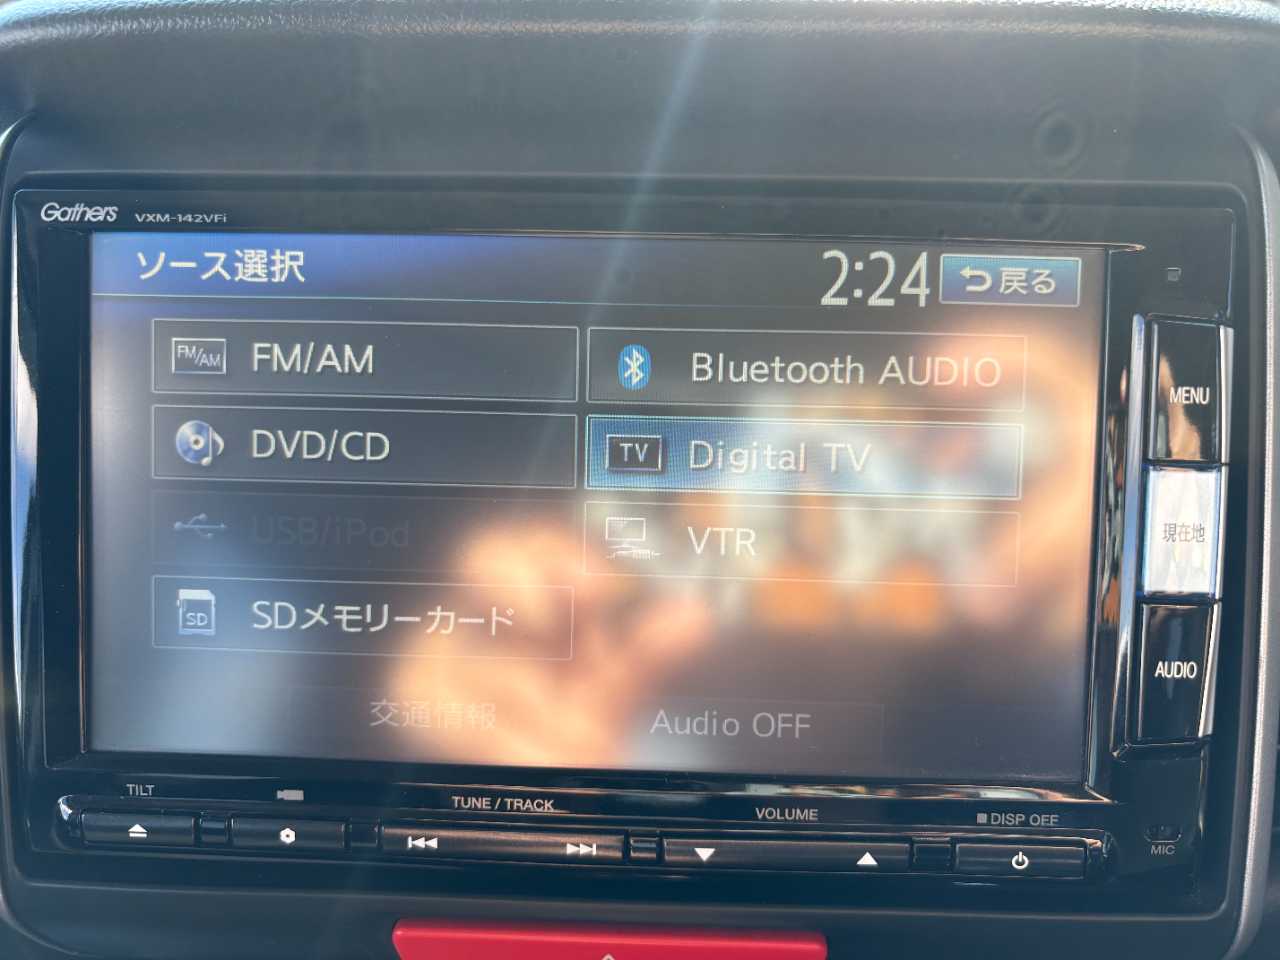 Gathers VXM-142VFi
ソース選択
2:24
戻る
FM/AM FM/AM
Bluetooth AUDIO
DVD/CD
TV Digital TV
USB/iPod
VTR
SD SDメモリーカード
交通情報
Audio OFF
MENU
現在地
AUDIO
TILT
TUNE / TRACK
VOLUME
DISP OFF
MIC